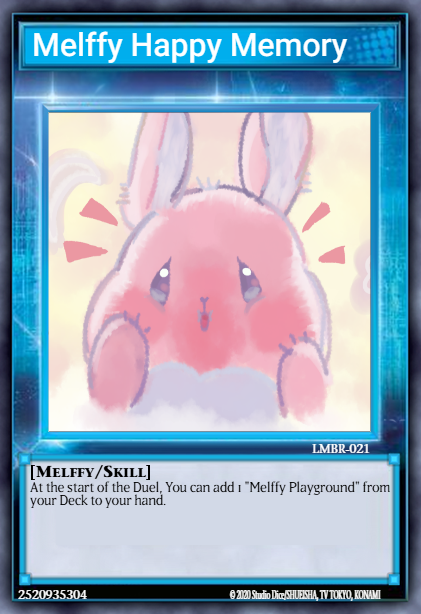 Melffy Happy Memory
LMBR-021
[Melffy/Skill]
At the start of the Duel, You can add 1 "Melffy Playground" from
your Deck to your hand.
2520935304
© 2020 Studio Dice/SHUEISHA, TV TOKYO, KONAMI